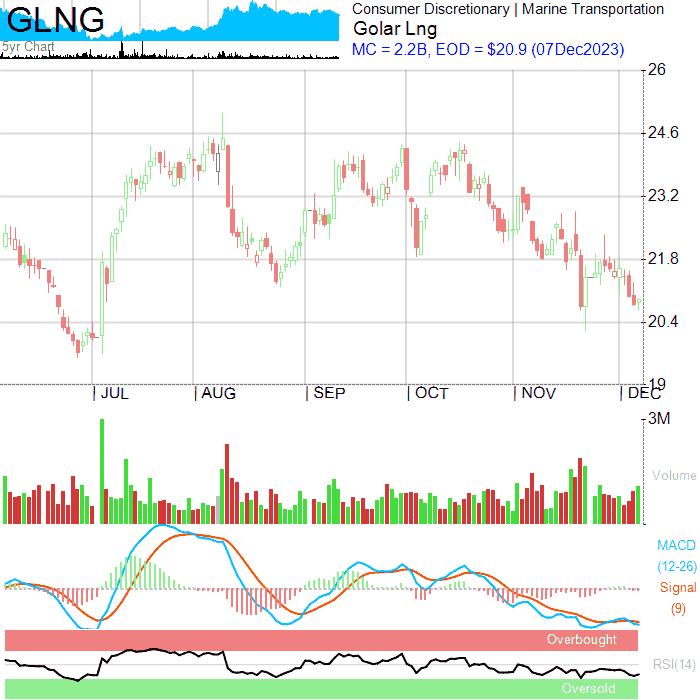 GLNG
5yr Chart
Consumer Discretionary | Marine Transportation
Golar Lng
MC = 2.2B, EOD = $20.9 (07Dec2023)
26
24.6
23.2
21.8
20.4
19
JUL AUG SEP OCT NOV DEC
3M
Volume
MACD
(12-26)
Signal
(9)
Overbought
RSI(14)
Oversold